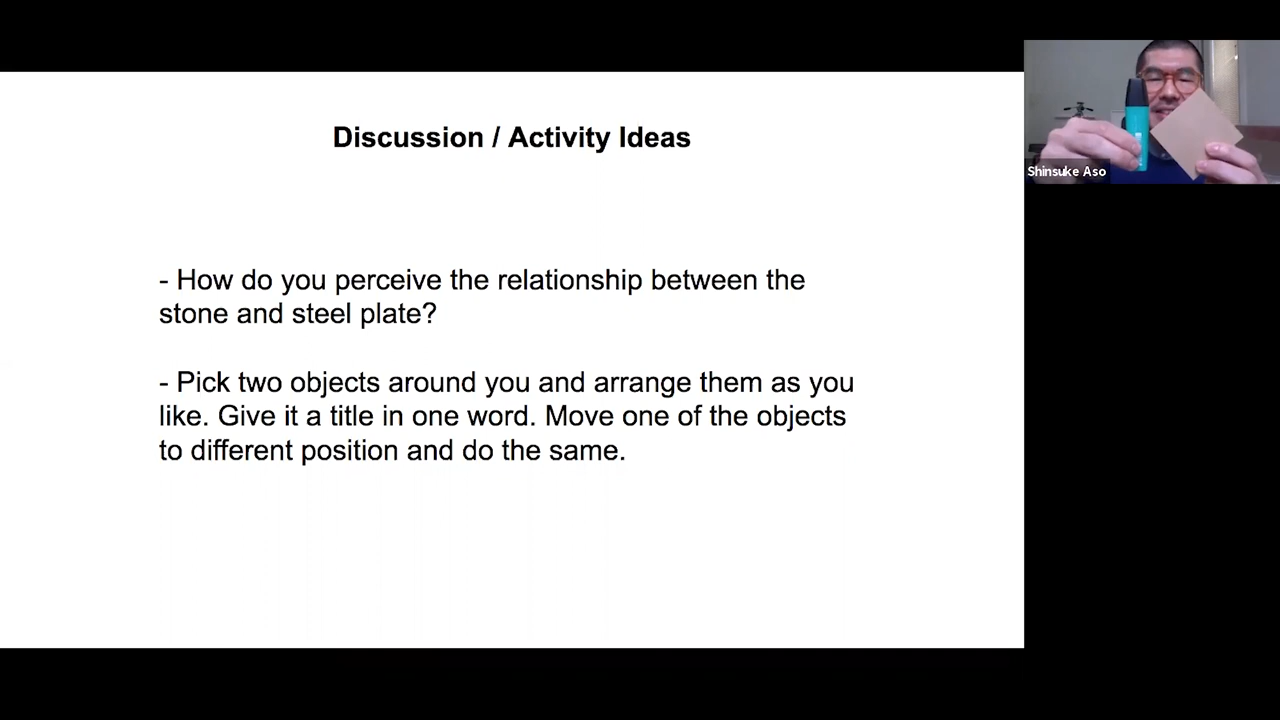 Discussion / Activity Ideas
Shinsuke Aso
- How do you perceive the relationship between the
stone and steel plate?
- Pick two objects around you and arrange them as you
like. Give it a title in one word. Move one of the objects
to different position and do the same.